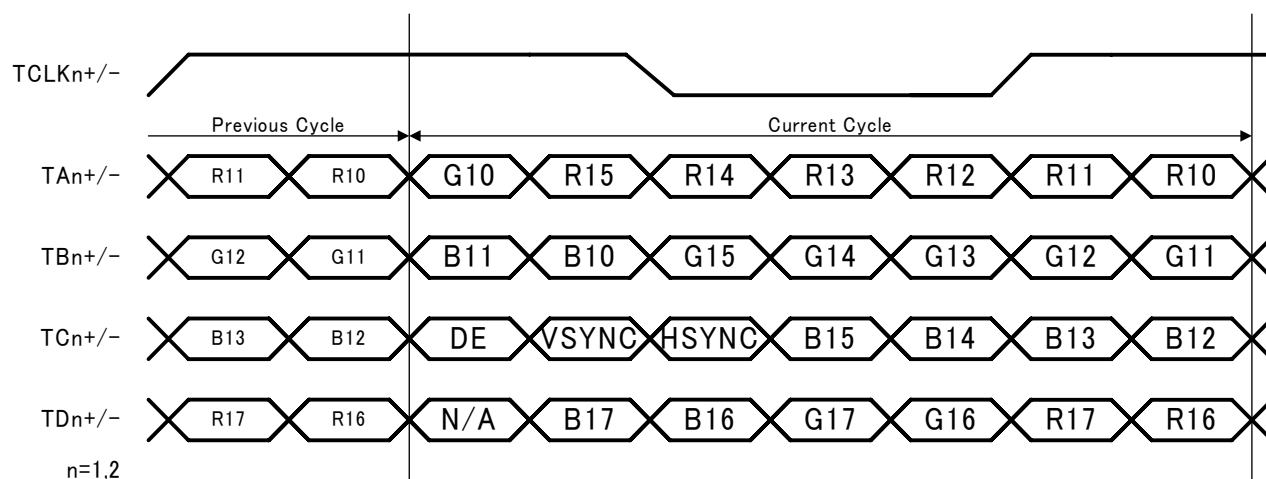 TCLKn+/-
Previous Cycle Current Cycle
TAn+/- R11 R10 G10 R15 R14 R13 R12 R11 R10
TBn+/- G12 G11 B11 B10 G15 G14 G13 G12 G11
TCn+/- B13 B12 DE VSYNC HSYNC B15 B14 B13 B12
TDn+/- R17 R16 N/A B17 B16 G17 G16 R17 R16
n=1,2